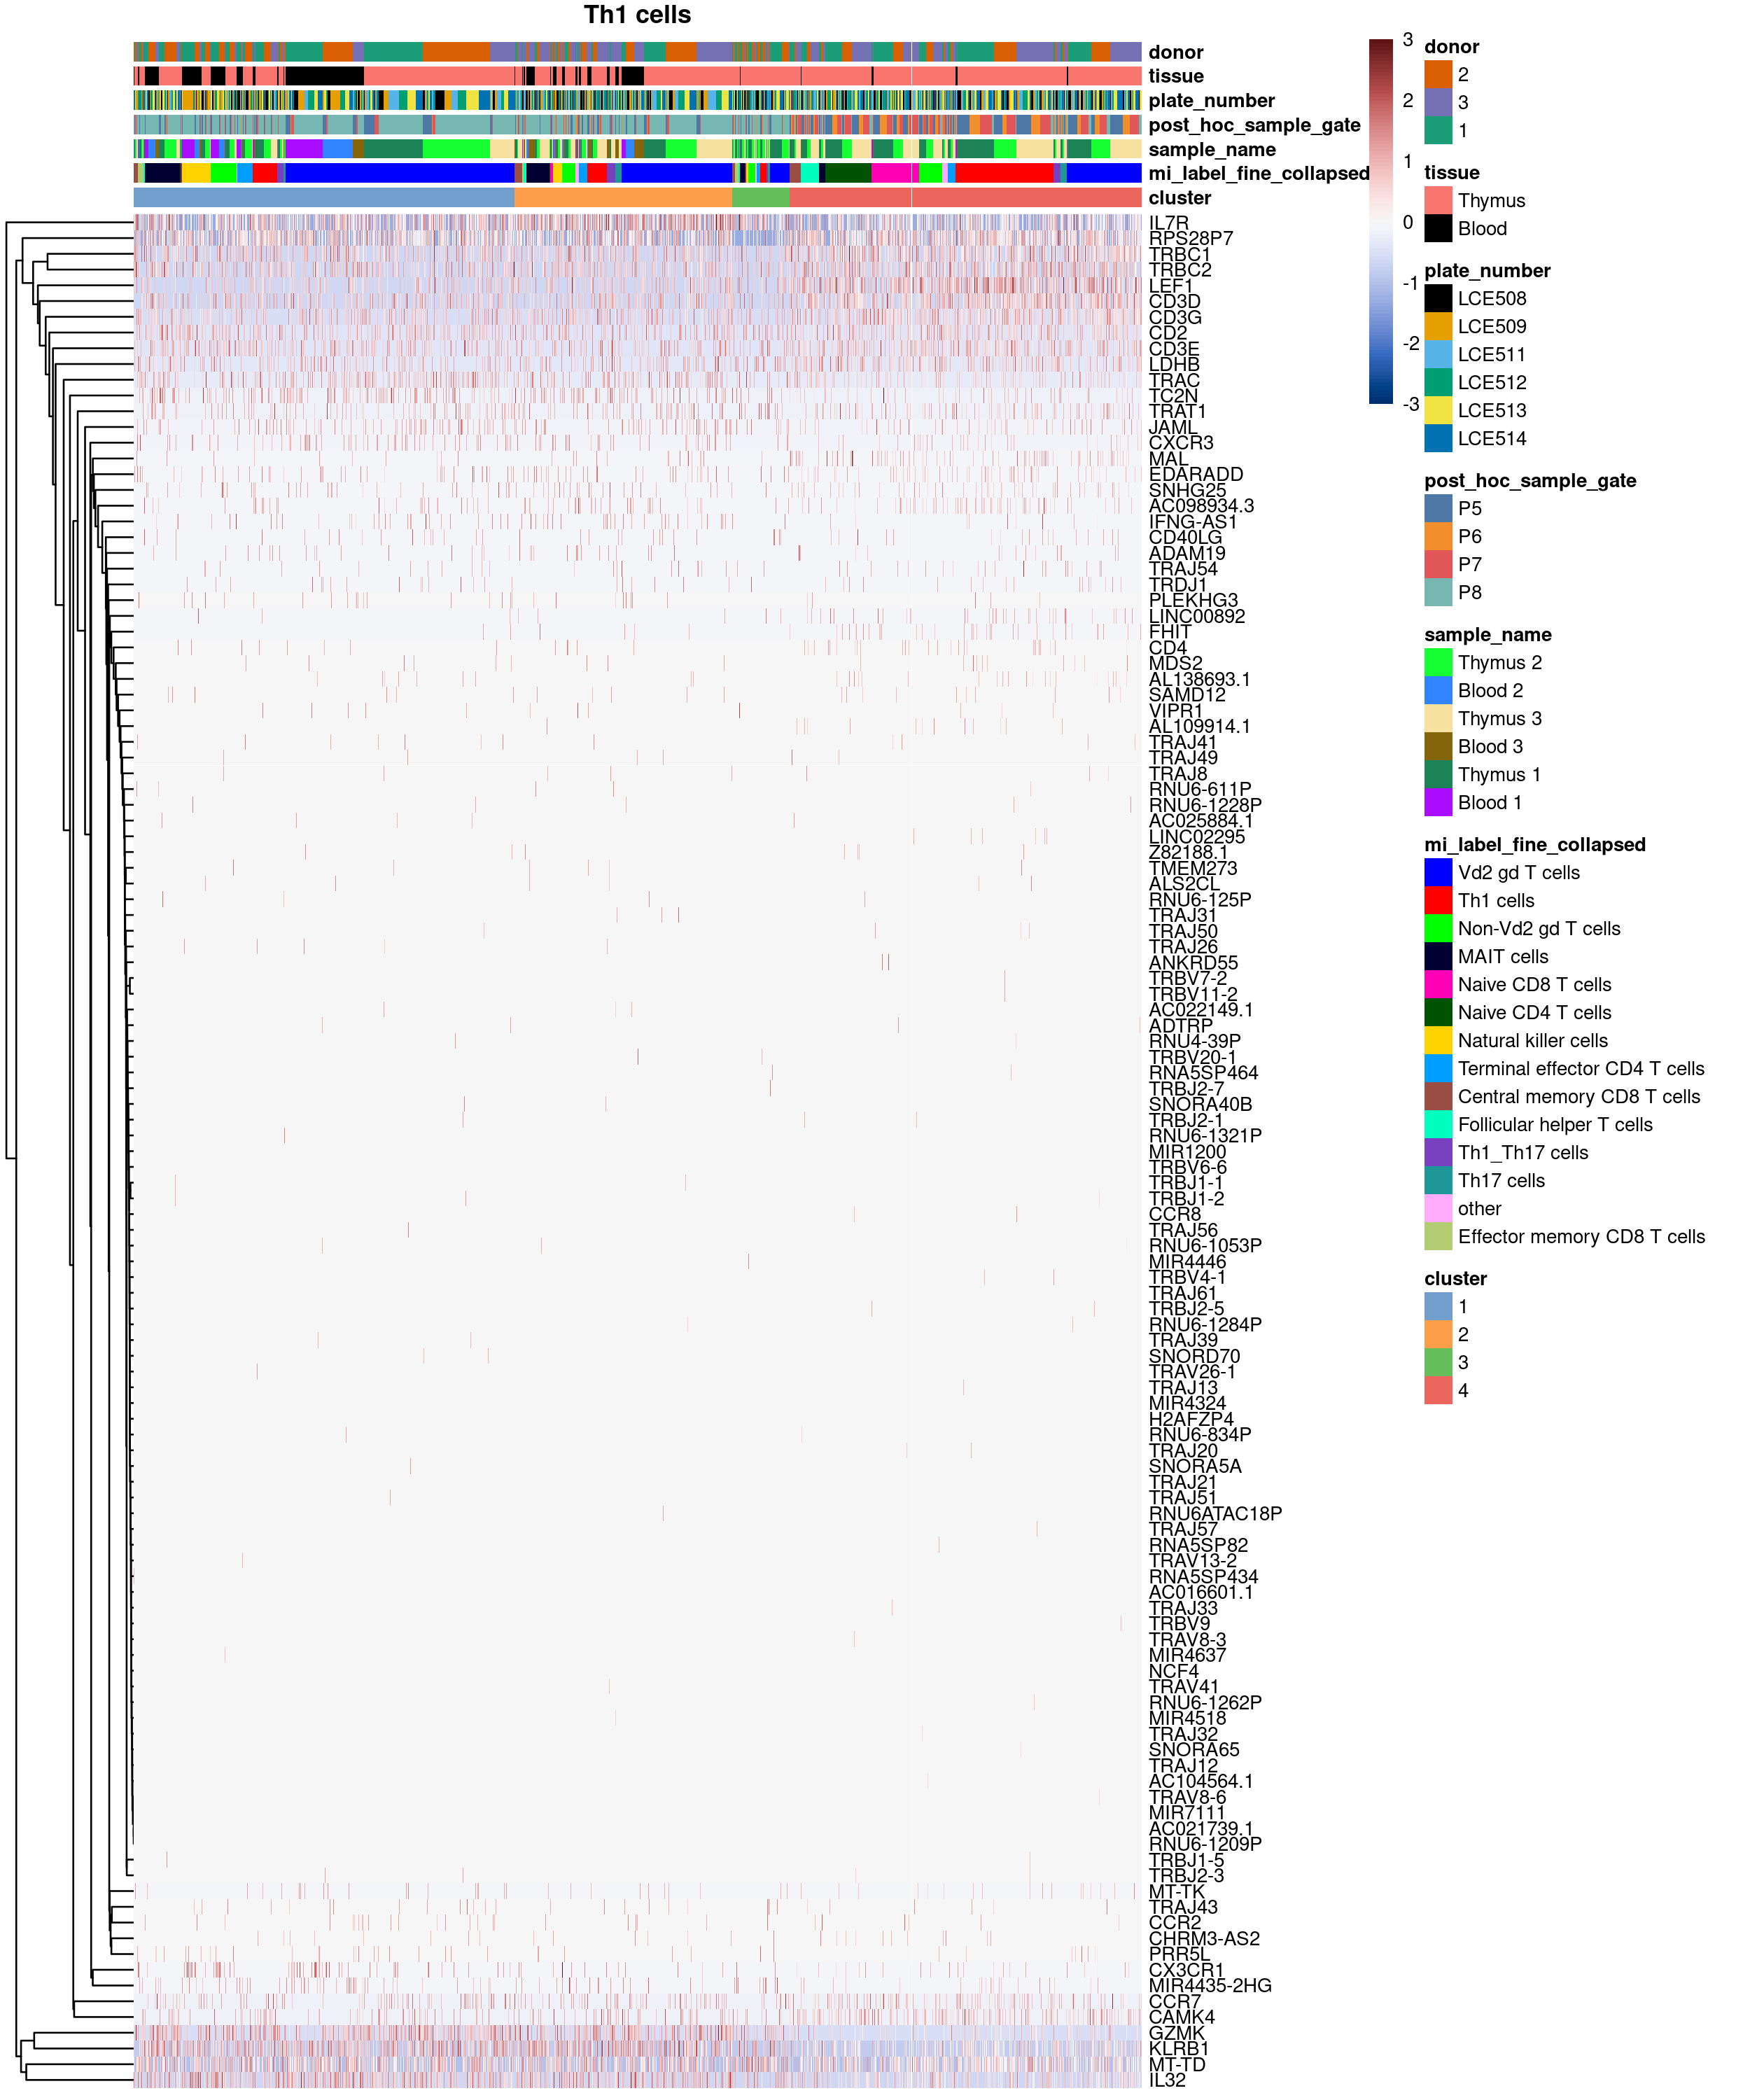 Th1 cells
donor
tissue
plate_number
post_hoc_sample_gate
sample_name
mi_label_fine_collapsed
cluster
IL7R
RPS28P7
TRBC1
TRBC2
LEF1
CD3D
CD3G
CD2
CD3E
LDHB
TRAC
TC2N
TRAT1
JAML
CXCR3
MAL
EDARADD
SNHG25
AC098934.3
IFNG-AS1
CD40LG
ADAM19
TRAJ54
TRDJ1
PLEKHG3
LINC00892
FHIT
CD4
MDS2
AL138693.1
SAMD12
VIPR1
AL109914.1
TRAJ41
TRAJ49
TRAJ8
RNU6-611P
RNU6-1228P
AC025884.1
LINC02295
Z82188.1
TMEM273
ALS2CL
RNU6-125P
TRAJ31
TRAJ50
TRAJ26
ANKRD55
TRBV7-2
TRBV11-2
AC022149.1
ADTRP
RNU4-39P
TRBV20-1
RNA5SP464
TRBJ2-7
SNORA40B
TRBJ2-1
RNU6-1321P
MIR1200
TRBV6-6
TRBJ1-1
TRBJ1-2
CCR8
TRAJ56
RNU6-1053P
MIR4446
TRBV4-1
TRAJ61
TRBJ2-5
RNU6-1284P
TRAJ39
SNORD70
TRAV26-1
TRAJ13
MIR4324
H2AFZP4
RNU6-834P
TRAJ20
SNORA5A
TRAJ21
TRAJ51
RNU6ATAC18P
TRAJ57
RNA5SP82
TRAV13-2
RNA5SP434
AC016601.1
TRAJ33
TRBV9
TRAV8-3
MIR4637
NCF4
TRAV41
RNU6-1262P
MIR4518
TRAJ32
SNORA65
TRAJ12
AC104564.1
TRAV8-6
MIR7111
AC021739.1
RNU6-1209P
TRBJ1-5
TRBJ2-3
MT-TK
TRAJ43
CCR2
CHRM3-AS2
PRR5L
CX3CR1
MIR4435-2HG
CCR7
CAMK4
GZMK
KLRB1
MT-TD
IL32
3
2
1
0
-1
-2
-3
donor
2
3
1
tissue
Thymus
Blood
plate_number
LCE508
LCE509
LCE511
LCE512
LCE513
LCE514
post_hoc_sample_gate
P5
P6
P7
P8
sample_name
Thymus 2
Blood 2
Thymus 3
Blood 3
Thymus 1
Blood 1
mi_label_fine_collapsed
Vd2 gd T cells
Th1 cells
Non-Vd2 gd T cells
MAIT cells
Naive CD8 T cells
Naive CD4 T cells
Natural killer cells
Terminal effector CD4 T cells
Central memory CD8 T cells
Follicular helper T cells
Th1_Th17 cells
Th17 cells
other
Effector memory CD8 T cells
cluster
1
2
3
4